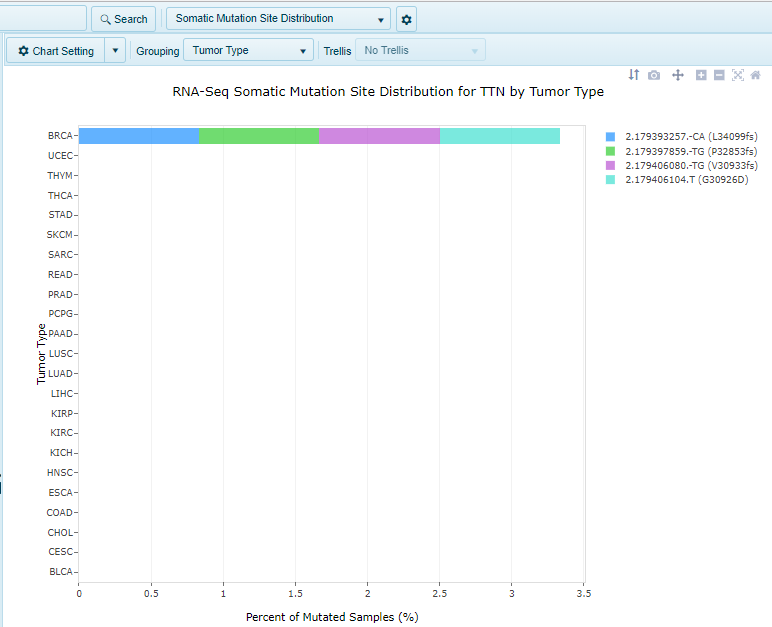 Search
Somatic Mutation Site Distribution
Chart Setting
Grouping
Tumor Type
Trellis
No Trellis
RNA-Seq Somatic Mutation Site Distribution for TTN by Tumor Type
BRCA
UCEC
THYM
THCA
STAD
SKCM
SARC
READ
PRAD
PCPG
PAAD
LUSC
LUAD
LIHC
KIRP
KIRC
KICH
HNSC
ESCA
COAD
CHOL
CESC
BLCA
Tumor Type
0 0.5 1 1.5 2 2.5 3 3.5
Percent of Mutated Samples (%)
2.179393257.-CA (L34099fs)
2.179397859.-TG (P32853fs)
2.179406080.-TG (V30933fs)
2.179406104.T (G30926D)